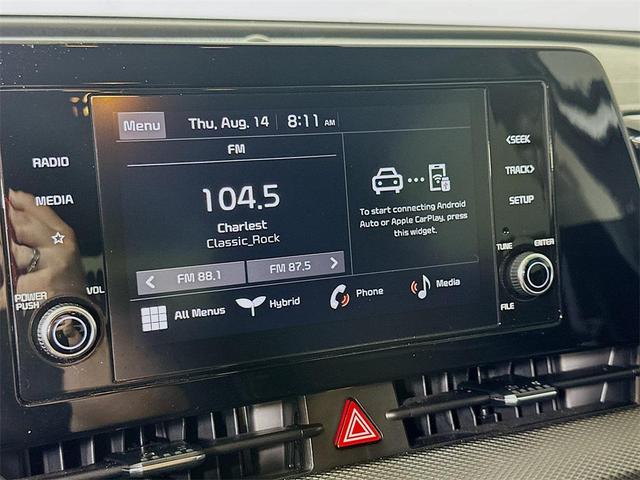 Menu Thu, Aug. 14 8:11 AM
FM
104.5
Charlest
Classic_Rock
FM 88.1 FM 87.5
To start connecting Android
Auto or Apple CarPlay, press
this widget.
All Menus Hybrid Phone Media
RADIO
MEDIA
VOL
POWER
PUSH
<SEEK
TRACK>
SETUP
TUNE ENTER
FILE